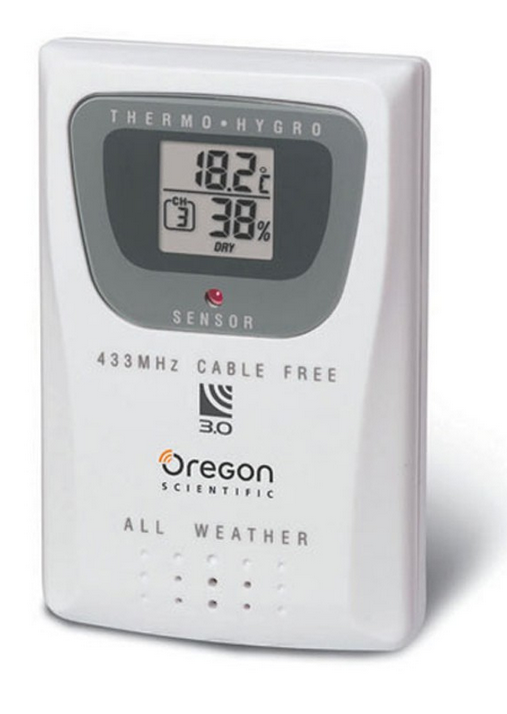 THERMO•HYGRO
18.2°C
CH 3 38%
DRY
SENSOR
433MHz CABLE FREE
3.0
Oregon
SCIENTIFIC
ALL WEATHER